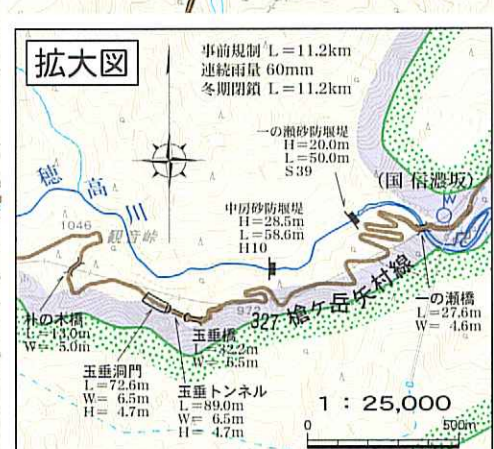 拡大図
事前規制 L=11.2km
連続雨量 60mm
冬期閉鎖 L=11.2km
一の瀬砂防堰堤
H=20.0m
L=50.0m
S39
(国 信濃坂)
穂高川
中房砂防堰堤
H=28.5m
L=58.6m
H10
1046
観音峠
朴の木橋
L=13.0m
W=5.0m
327 槍ヶ岳矢村線
一の瀬橋
L=27.6m
W=4.6m
玉垂橋
L=32.2m
W=6.5m
玉垂洞門
L=72.6m
W=6.5m
H=4.7m
玉垂トンネル
L=89.0m
W=6.5m
H=4.7m
1:25,000
0 500m